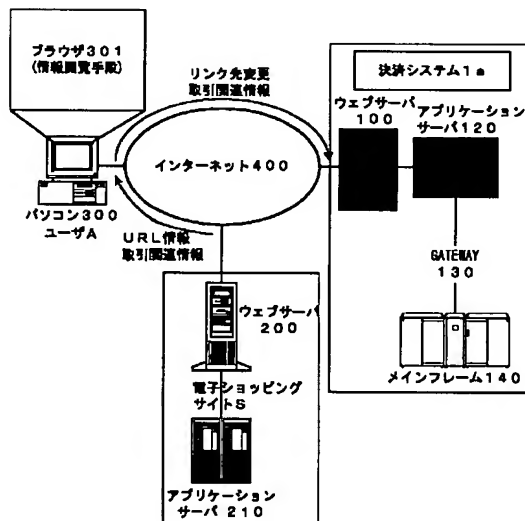 ブラウザ301
(情報閲覧手段)
リンク先変更
取引関連情報
決済システム1a
ウェブサーバ
100
アプリケーション
サーバ120
インターネット400
パソコン300
ユーザA
URL情報
取引関連情報
GATEWAY
130
ウェブサーバ
200
メインフレーム140
電子ショッピング
サイトS
アプリケーション
サーバ 210